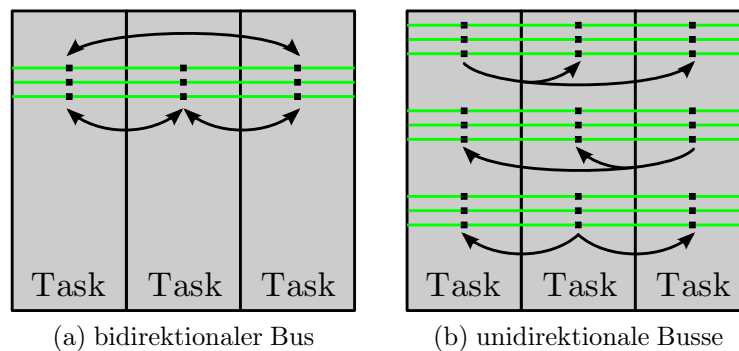 Task Task Task Task Task Task
(a) bidirektionaler Bus (b) unidirektionale Busse